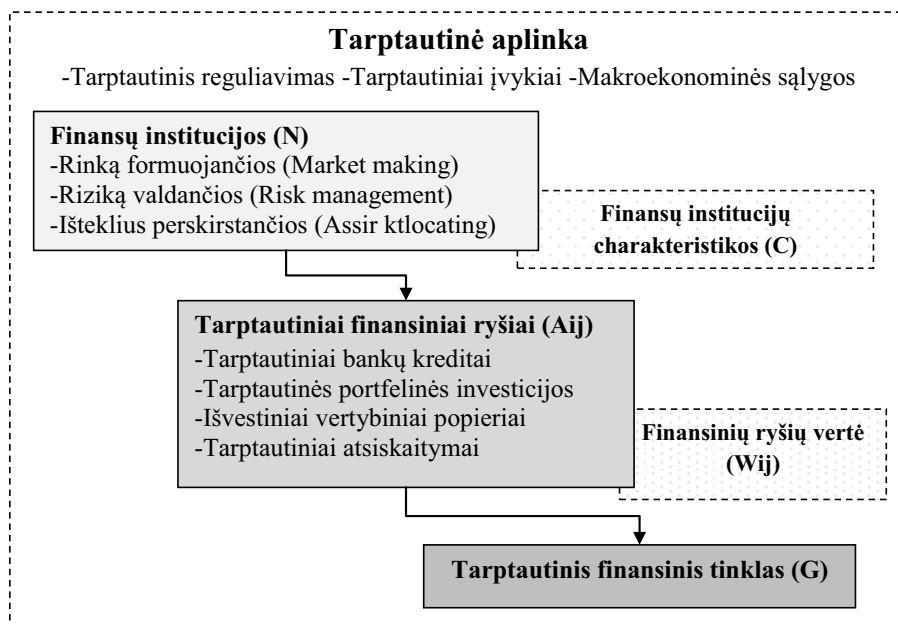 Tarptautinė aplinka
-Tarptautinis reguliavimas -Tarptautiniai įvykiai -Makroekonominės sąlygos
Finansų institucijos (N)
-Rinką formuojančios (Market making)
-Riziką valdančios (Risk management)
-Išteklius perskirstančios (Assir ktlocating)
Finansų institucijų
charakteristikos (C)
Tarptautiniai finansiniai ryšiai (Aij)
-Tarptautiniai bankų kreditai
-Tarptautinės portfelinės investicijos
-Išvestiniai vertybiniai popieriai
-Tarptautiniai atsiskaitymai
Finansinių ryšių vertė
(Wij)
Tarptautinis finansinis tinklas (G)